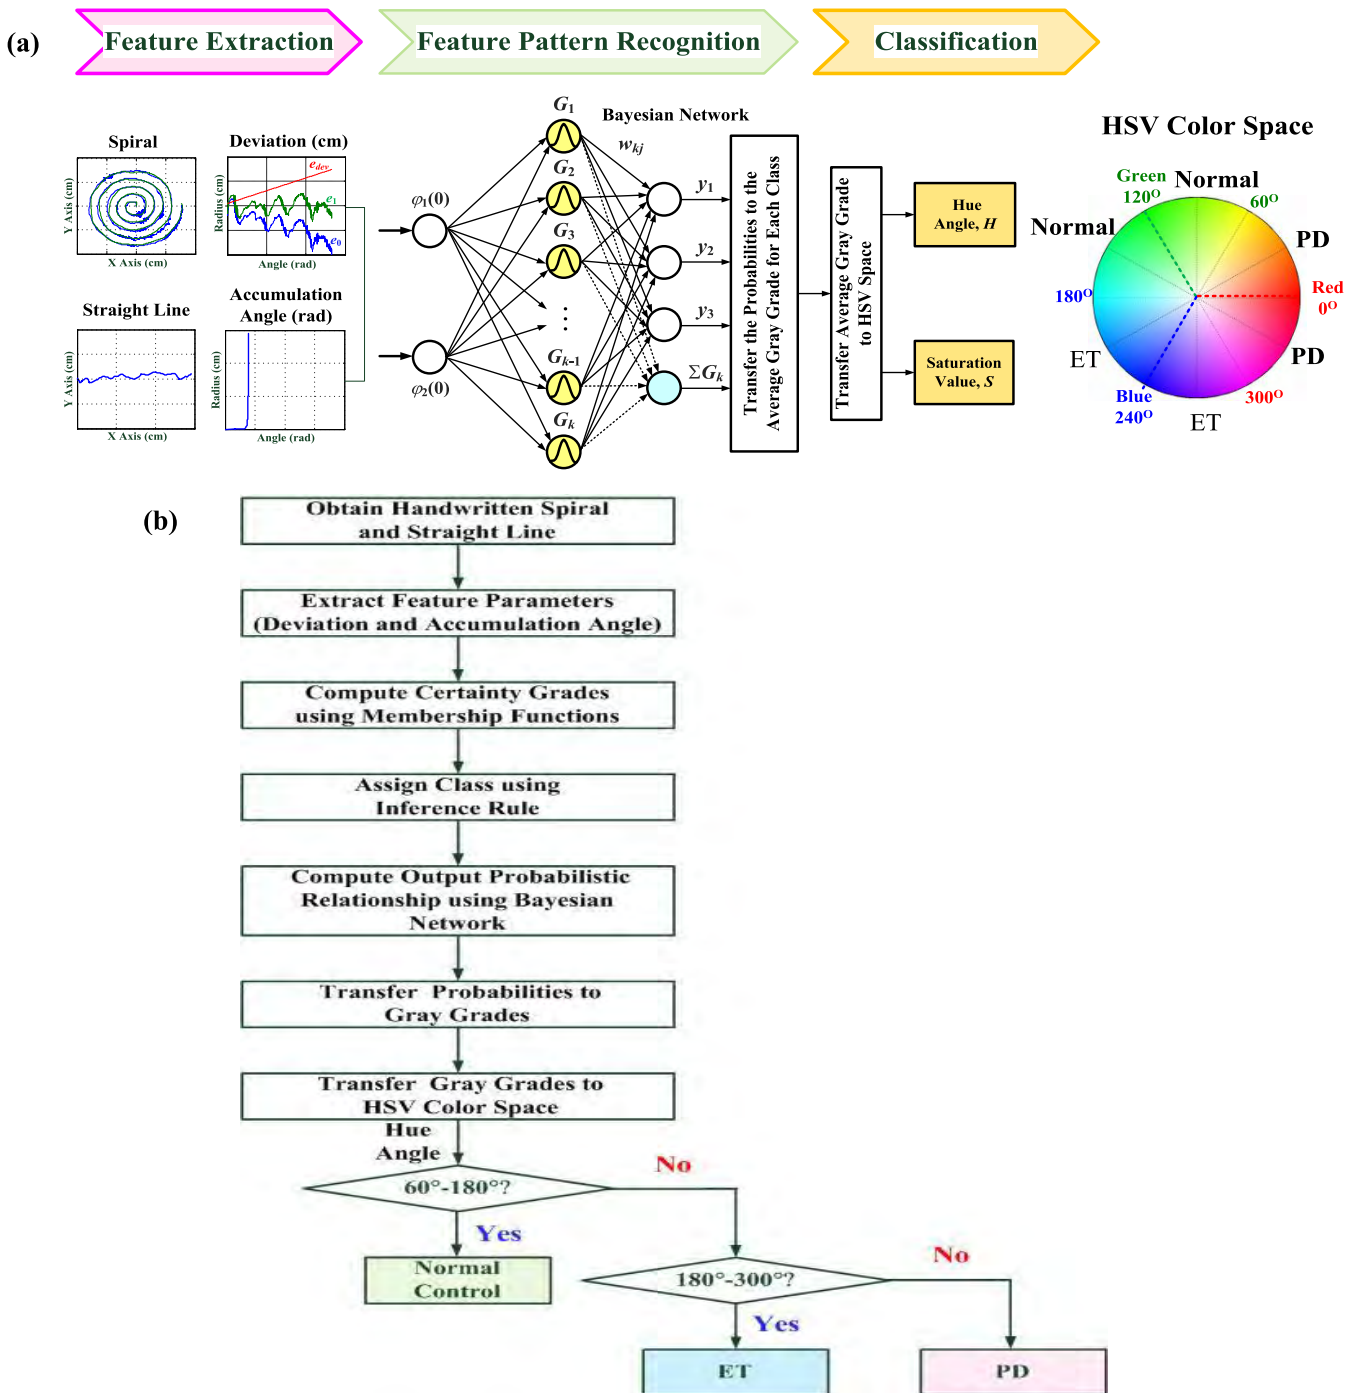 (a)
Feature Extraction
Feature Pattern Recognition
Classification
Spiral
Y Axis (cm)
X Axis (cm)
Deviation (cm)
Radius (cm)
e_dev
e_1
e_0
Angle (rad)
Straight Line
Y Axis (cm)
X Axis (cm)
Accumulation
Angle (rad)
Radius (cm)
Angle (rad)
φ1(0)
φ2(0)
G1
G2
G3
⋮
Gk-1
Gk
Bayesian Network
wkj
y1
y2
y3
ΣGk
Transfer the Probabilities to the
Average Gray Grade for Each Class
Transfer Average Gray Grade
to HSV Space
Hue
Angle, H
Saturation
Value, S
HSV Color Space
Green
120O
Normal
60O
Normal
PD
180O
Red
0O
ET
PD
Blue
240O
300O
ET
(b)
Obtain Handwritten Spiral
and Straight Line
Extract Feature Parameters
(Deviation and Accumulation Angle)
Compute Certainty Grades
using Membership Functions
Assign Class using
Inference Rule
Compute Output Probabilistic
Relationship using Bayesian
Network
Transfer Probabilities to
Gray Grades
Transfer Gray Grades to
HSV Color Space
Hue
Angle
60°-180°?
No
Yes
Normal
Control
180°-300°?
No
Yes
ET
PD